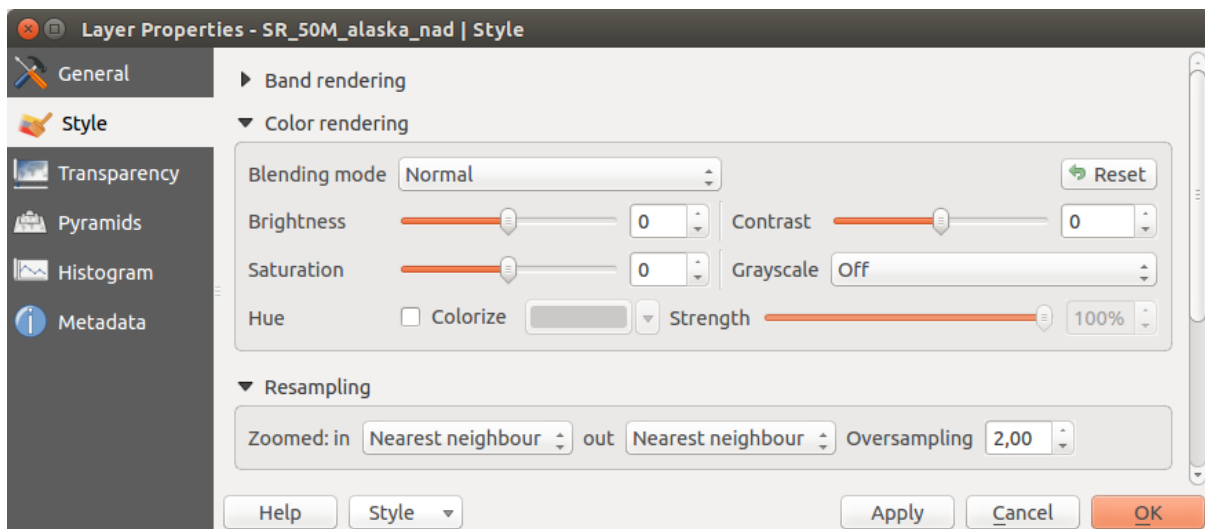 Layer Properties - SR_50M_alaska_nad | Style
General
Style
Transparency
Pyramids
Histogram
Metadata
Band rendering
Color rendering
Blending mode Normal Reset
Brightness 0 Contrast 0
Saturation 0 Grayscale Off
Hue Colorize Strength 100%
Resampling
Zoomed: in Nearest neighbour out Nearest neighbour Oversampling 2,00
Help Style Apply Cancel OK